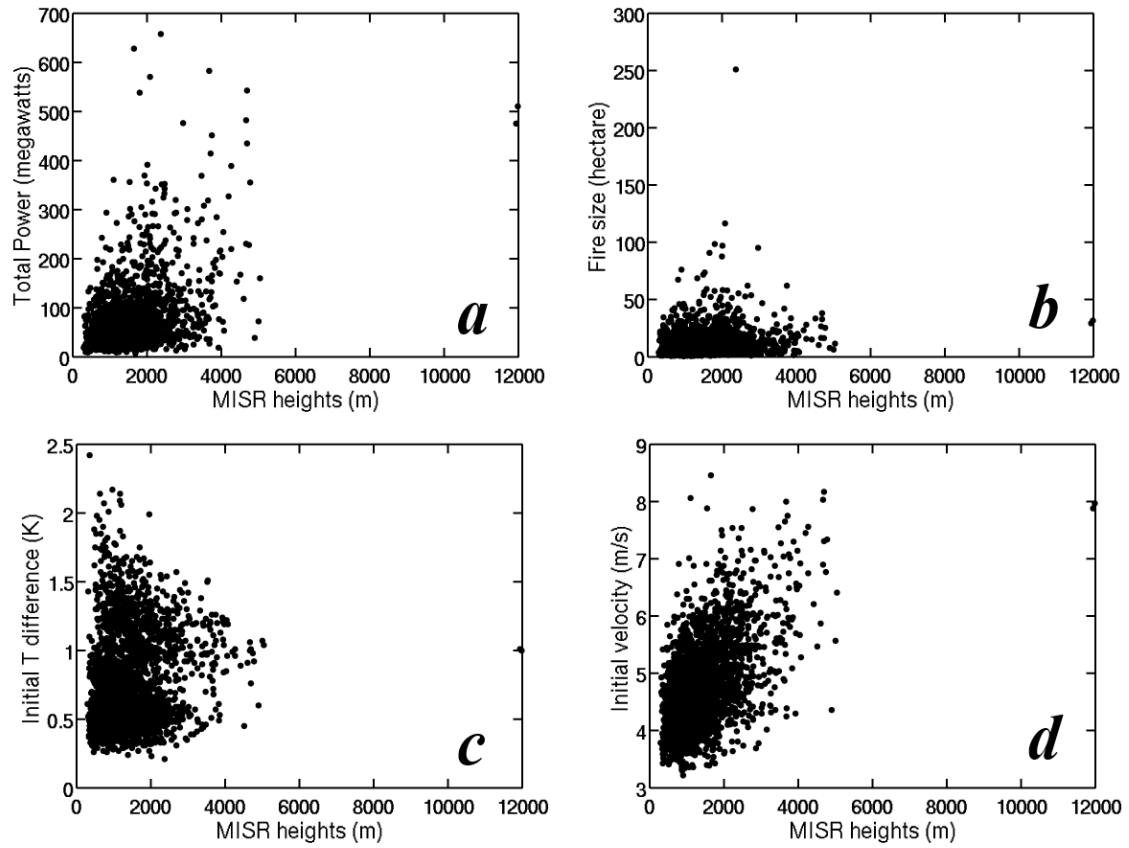 700
600
500
400
300
200
100
0
Total Power (megawatts)
0 2000 4000 6000 8000 10000 12000
MISR heights (m)
a
300
250
200
150
100
50
0
Fire size (hectare)
0 2000 4000 6000 8000 10000 12000
MISR heights (m)
b
2.5
2
1.5
1
0.5
0
Initial T difference (K)
0 2000 4000 6000 8000 10000 12000
MISR heights (m)
c
9
8
7
6
5
4
3
Initial velocity (m/s)
0 2000 4000 6000 8000 10000 12000
MISR heights (m)
d